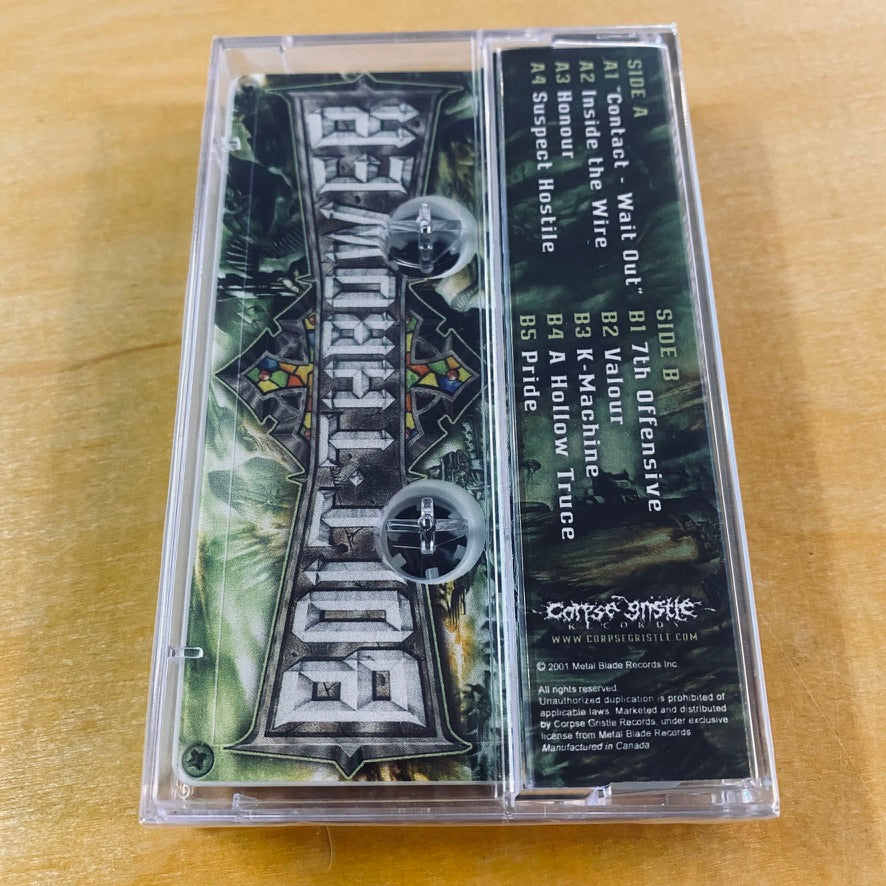 BOLT THROWER
SIDE A
A1 "Contact - Wait Out"
A2 Inside the Wire
A3 Honour
A4 Suspect Hostile
SIDE B
B1 7th Offensive
B2 Valour
B3 K-Machine
B4 A Hollow Truce
B5 Pride
corpse gristle
RECORDS
WWW.CORPSEGRISTLE.COM
© 2001 Metal Blade Records Inc
All rights reserved.
Unauthorized duplication is prohibited of
applicable laws. Marketed and distributed
by Corpse Gristle Records, under exclusive
license from Metal Blade Records
Manufactured in Canada